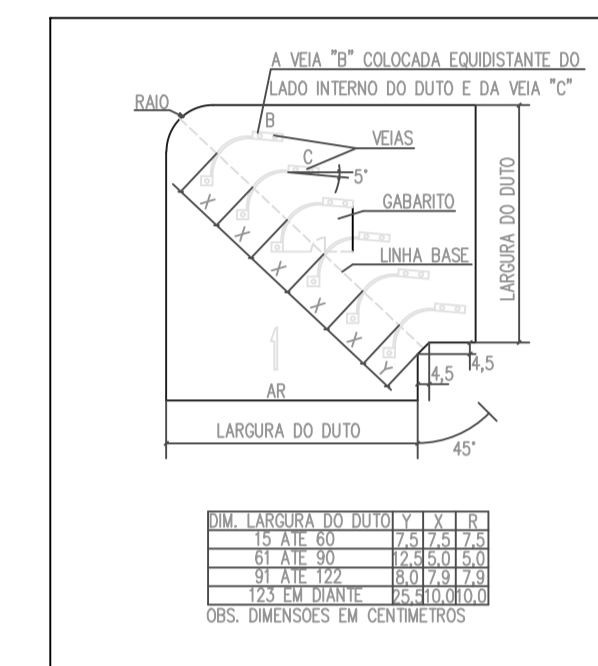 A VEIA "B" COLOCADA EQUIDISTANTE DO
LADO INTERNO DO DUTO E DA VEIA "C"
RAIO
B
VEIAS
C
5°
GABARITO
LINHA BASE
LARGURA DO DUTO
X
X
X
X
X
Y
4,5
4,5
AR
LARGURA DO DUTO
45°
DIM. LARGURA DO DUTO Y X R
15 ATE 60 7,5 7,5 7,5
61 ATE 90 12,5 5,0 5,0
91 ATE 122 8,0 7,9 7,9
123 EM DIANTE 25,5 10,0 10,0
OBS. DIMENSOES EM CENTIMETROS